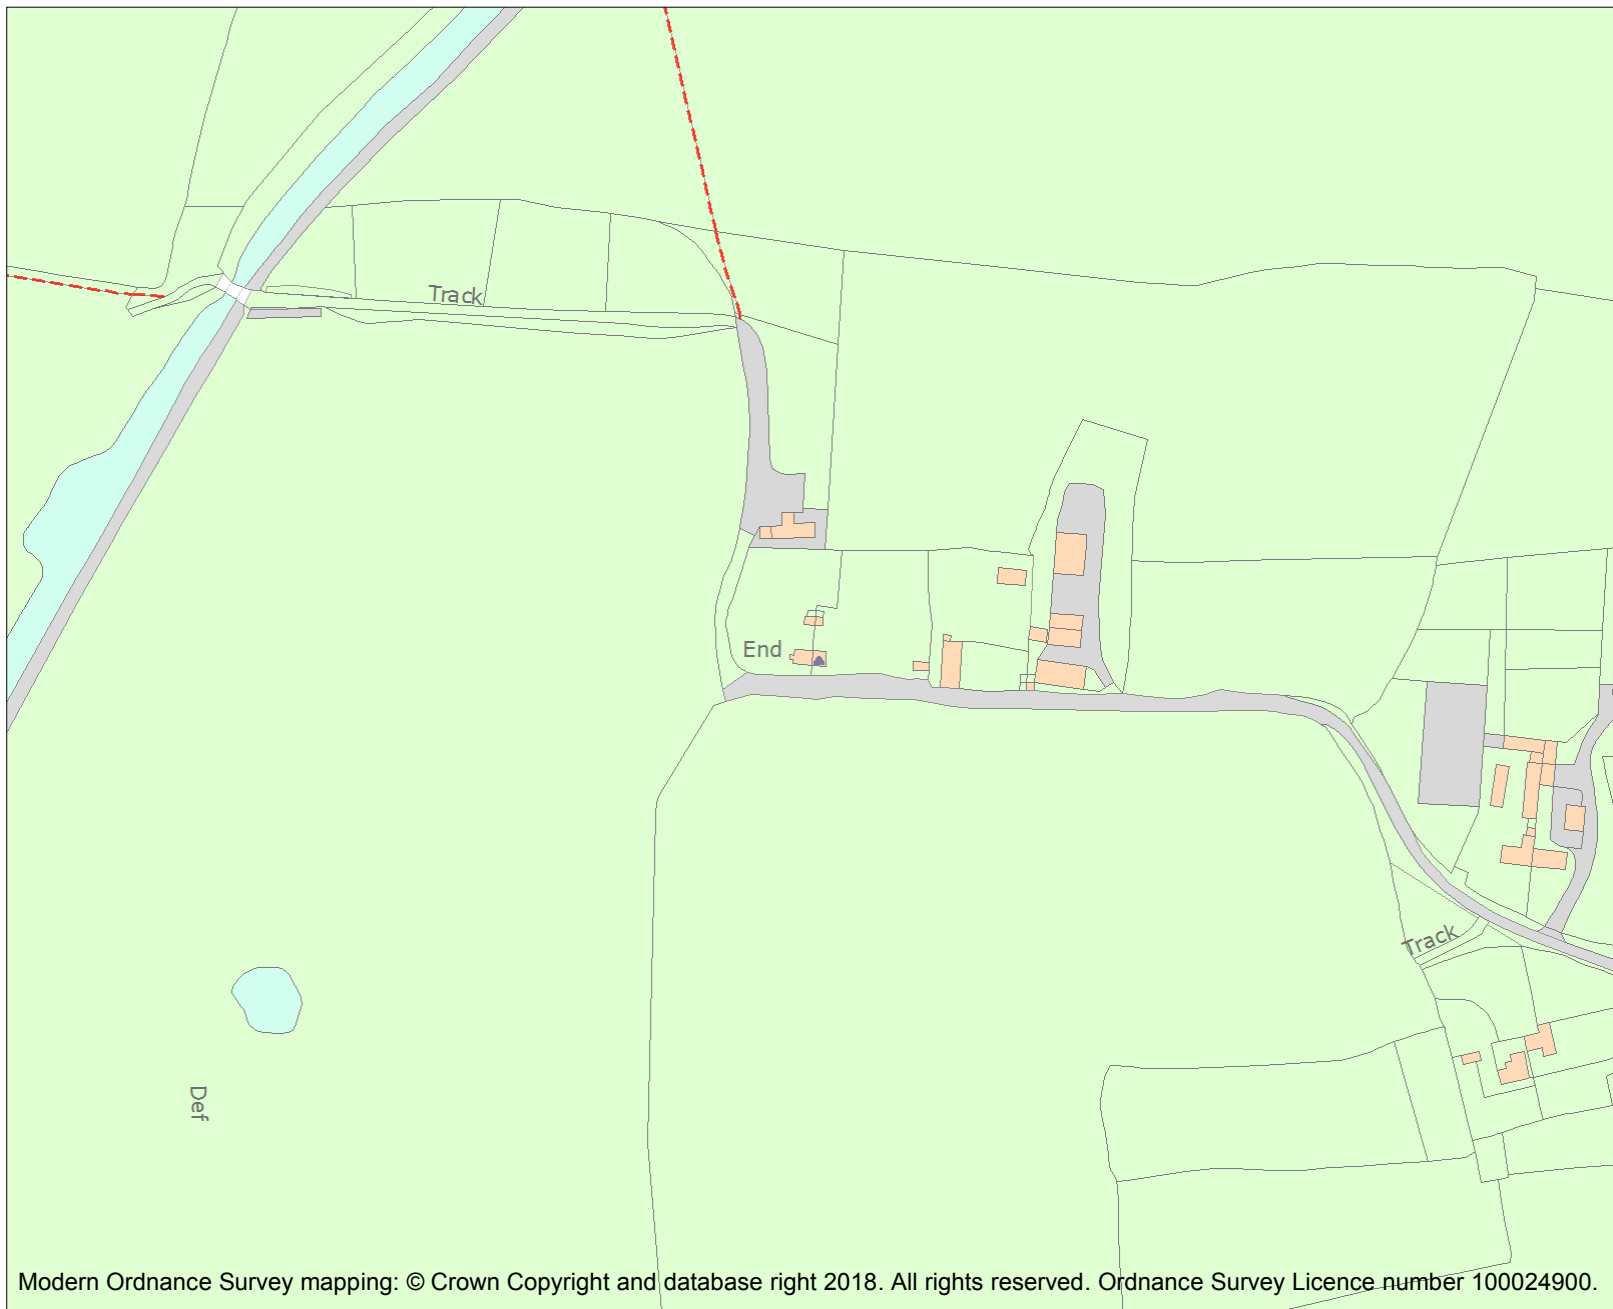 Track
End
Track
Def
Modern Ordnance Survey mapping: © Crown Copyright and database right 2018. All rights reserved. Ordnance Survey Licence number 100024900.